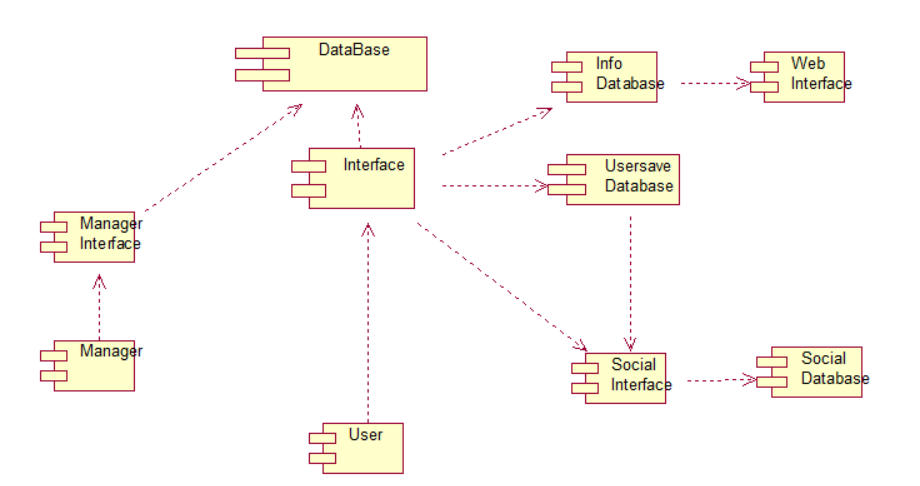 DataBase
Info
Database
Web
Interface
Interface
Usersave
Database
Manager
Interface
Manager
Social
Interface
Social
Database
User